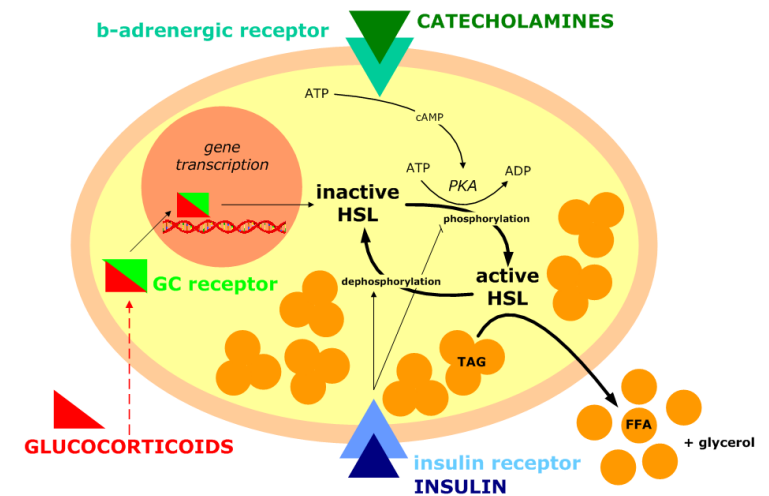 CATECHOLAMINES
b-adrenergic receptor
ATP
cAMP
gene
transcription
ATP
PKA
ADP
inactive
HSL
phosphorylation
GC receptor
dephosphorylation
active
HSL
TAG
FFA
+ glycerol
GLUCOCORTICOIDS
insulin receptor
INSULIN